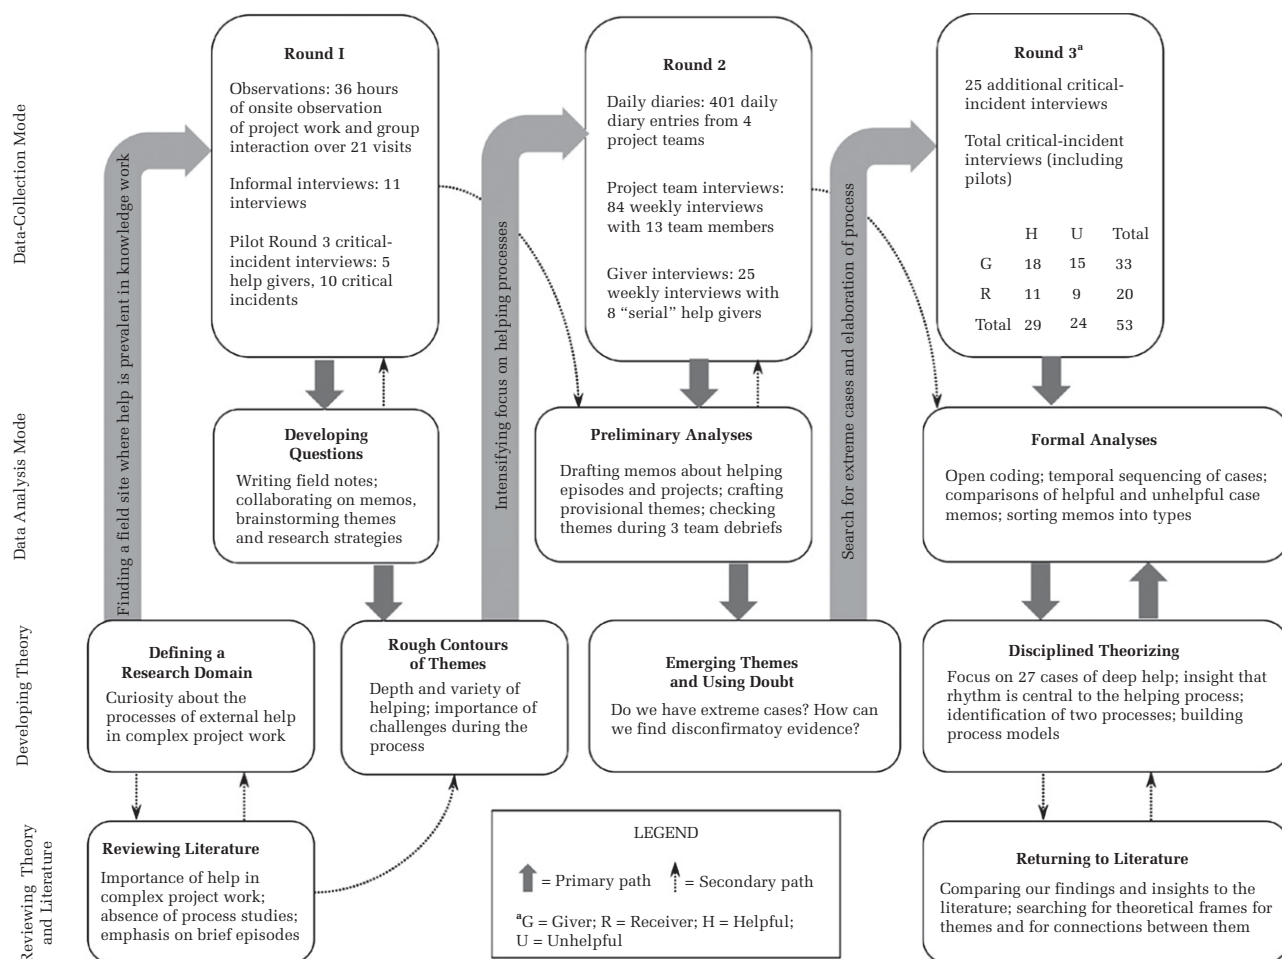 Data-Collection Mode
Finding a field site where help is prevalent in knowledge work
Round I
Observations: 36 hours
of onsite observation
of project work and group
interaction over 21 visits
Informal interviews: 11
interviews
Pilot Round 3 critical-
incident interviews: 5
help givers, 10 critical
incidents
Intensifying focus on helping processes
Round 2
Daily diaries: 401 daily
diary entries from 4
project teams
Project team interviews:
84 weekly interviews
with 13 team members
Giver interviews: 25
weekly interviews with
8 “serial” help givers
Search for extreme cases and elaboration of process
Round 3a
25 additional critical-
incident interviews
Total critical-incident
interviews (including
pilots)
H U Total
G 18 15 33
R 11 9 20
Total 29 24 53
Data Analysis Mode
Developing
Questions
Writing field notes;
collaborating on memos,
brainstorming themes
and research strategies
Preliminary Analyses
Drafting memos about helping
episodes and projects; crafting
provisional themes; checking
themes during 3 team debriefs
Formal Analyses
Open coding; temporal sequencing of cases;
comparisons of helpful and unhelpful case
memos; sorting memos into types
Developing Theory
Defining a
Research Domain
Curiosity about the
processes of external help
in complex project work
Rough Contours
of Themes
Depth and variety of
helping; importance of
challenges during the
process
Emerging Themes
and Using Doubt
Do we have extreme cases? How can
we find disconfirmatoy evidence?
Disciplined Theorizing
Focus on 27 cases of deep help; insight that
rhythm is central to the helping process;
identification of two processes; building
process models
Reviewing Theory
and Literature
Reviewing Literature
Importance of help in
complex project work;
absence of process studies;
emphasis on brief episodes
LEGEND
= Primary path = Secondary path
aG = Giver; R = Receiver; H = Helpful;
U = Unhelpful
Returning to Literature
Comparing our findings and insights to the
literature; searching for theoretical frames for
themes and for connections between them